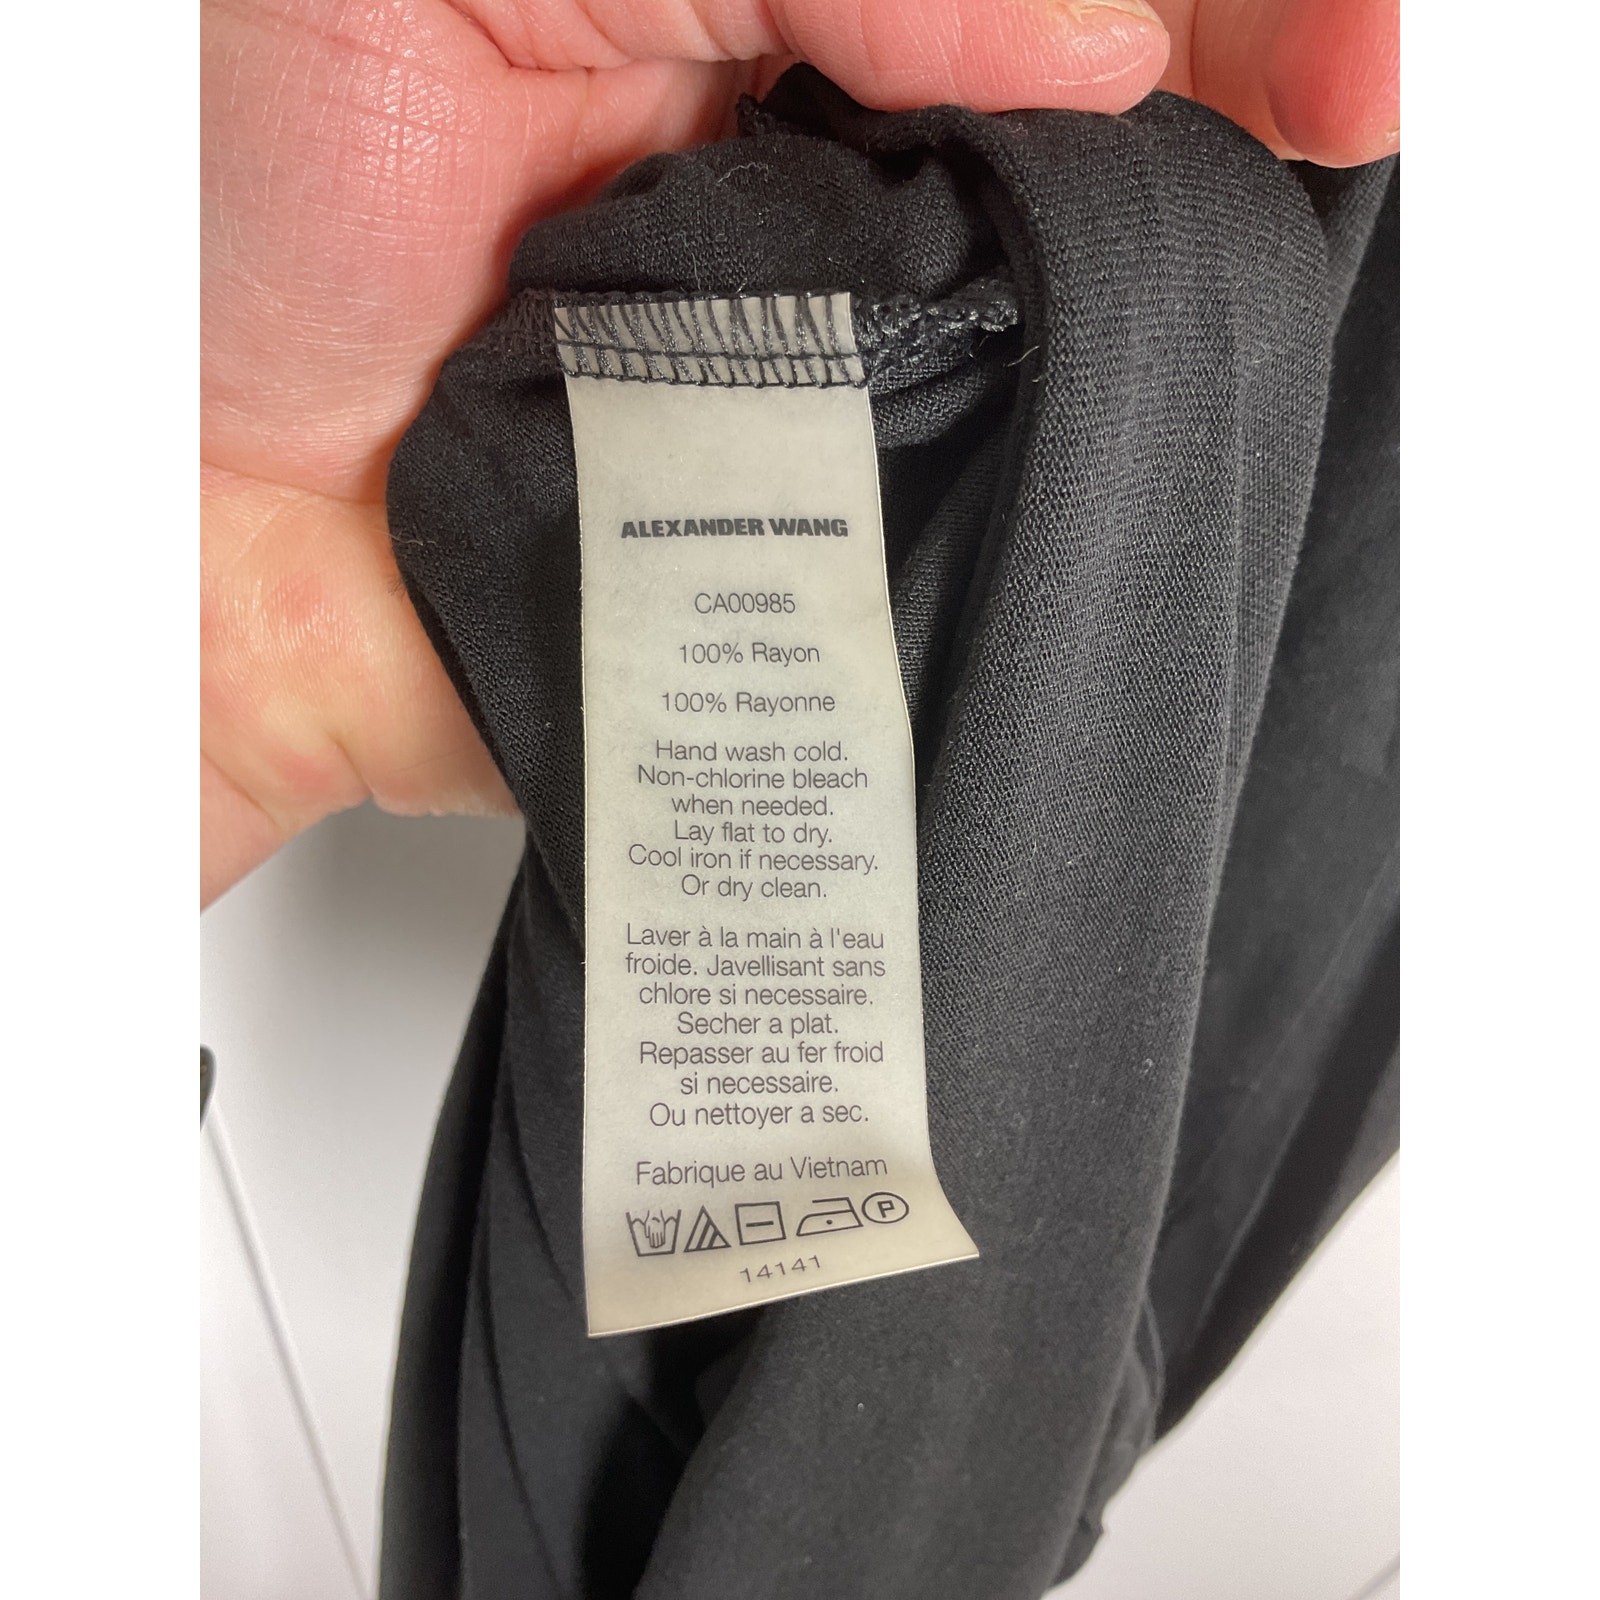 ALEXANDER WANG
CA00985
100% Rayon
100% Rayonne
Hand wash cold.
Non-chlorine bleach
when needed.
Lay flat to dry.
Cool iron if necessary.
Or dry clean.
Laver à la main à l'eau
froide. Javellisant sans
chlore si necessaire.
Secher a plat.
Repasser au fer froid
si necessaire.
Ou nettoyer a sec.
Fabrique au Vietnam
P
14141